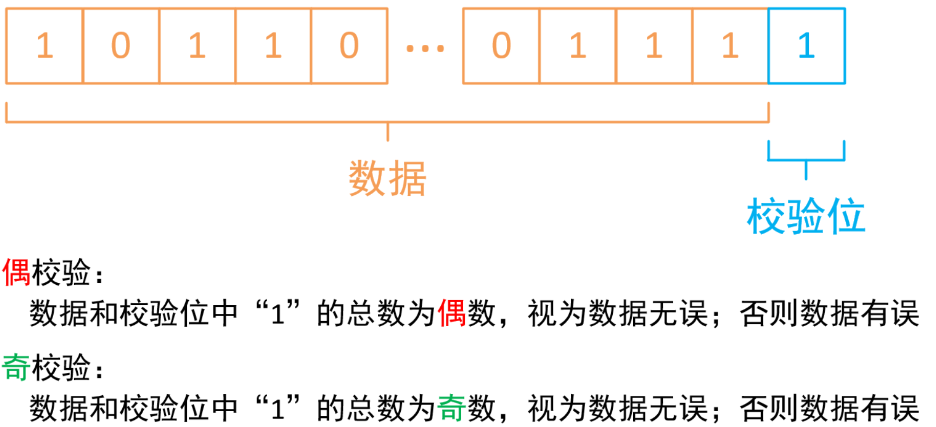 1 0 1 1 0 ... 0 1 1 1 1
数据
校验位
偶校验：
数据和校验位中“1”的总数为偶数，视为数据无误；否则数据有误
奇校验：
数据和校验位中“1”的总数为奇数，视为数据无误；否则数据有误